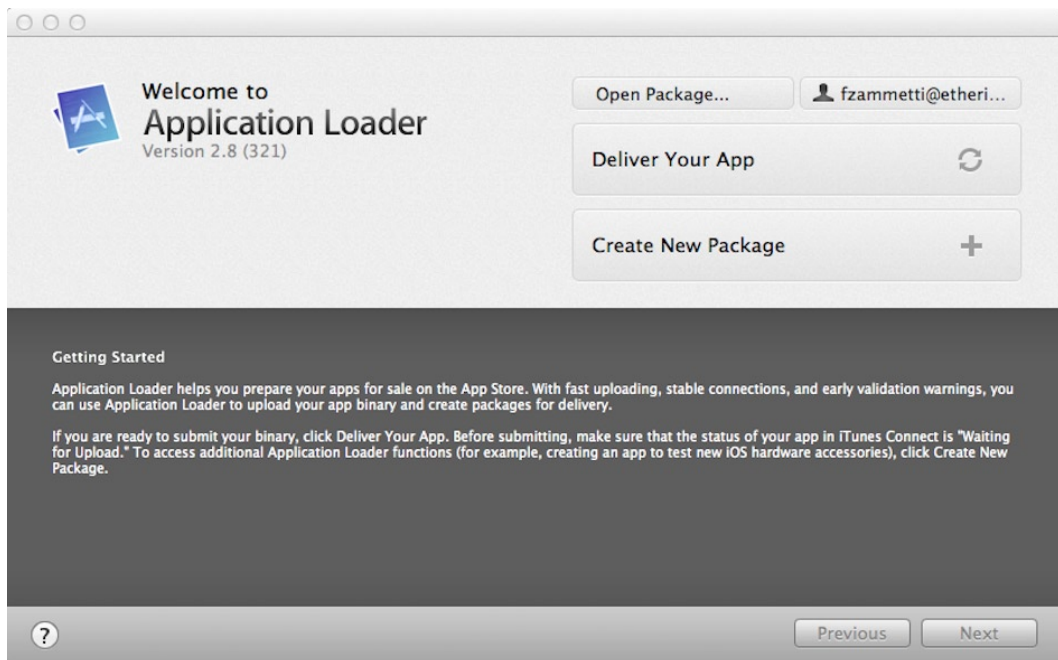 Welcome to
Application Loader
Version 2.8 (321)
Open Package...
fzammetti@etheri...
Deliver Your App
Create New Package
Getting Started
Application Loader helps you prepare your apps for sale on the App Store. With fast uploading, stable connections, and early validation warnings, you
can use Application Loader to upload your app binary and create packages for delivery.
If you are ready to submit your binary, click Deliver Your App. Before submitting, make sure that the status of your app in iTunes Connect is "Waiting
for Upload." To access additional Application Loader functions (for example, creating an app to test new iOS hardware accessories), click Create New
Package.
?
Previous
Next